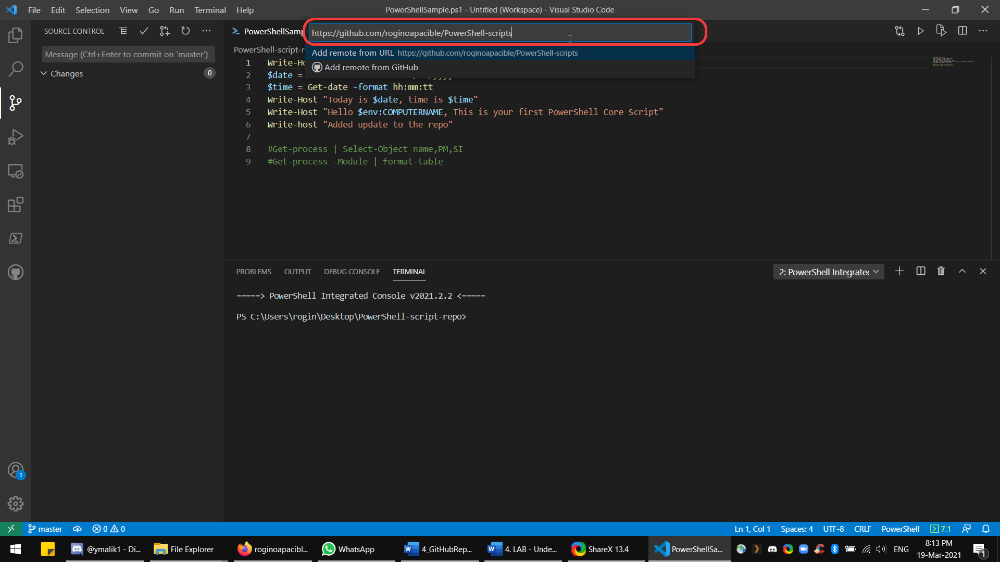 File Edit Selection View Go Run Terminal Help
PowerShellSample.ps1 - Untitled (Workspace) - Visual Studio Code
SOURCE CONTROL
Message (Ctrl+Enter to commit on 'master')
Changes
0
PowerShellSamp
https://github.com/roginoapacible/PowerShell-scripts
Add remote from URL https://github.com/roginoapacible/PowerShell-scripts
Add remote from GitHub
PowerShell-script-r
1 Write-Ho
2 $date =
3 $time = Get-date -format hh:mm:tt
4 Write-Host "Today is $date, time is $time"
5 Write-Host "Hello $env:COMPUTERNAME, This is your first PowerShell Core Script"
6 Write-host "Added update to the repo"
7
8 #Get-process | Select-Object name,PM,SI
9 #Get-process -Module | format-table
PROBLEMS OUTPUT DEBUG CONSOLE TERMINAL
2: PowerShell Integrate
=====> PowerShell Integrated Console v2021.2.2 <=====
PS C:\Users\rogin\Desktop\PowerShell-script-repo>
1
master 0 0
Ln 1, Col 1 Spaces: 4 UTF-8 CRLF PowerShell 7.1
@ymalik1 - Di... File Explorer roginoapacibl... WhatsApp 4_GitHubRep... 4. LAB - Unde... ShareX 13.4 PowerShellSa...
ENG
8:13 PM
19-Mar-2021
1